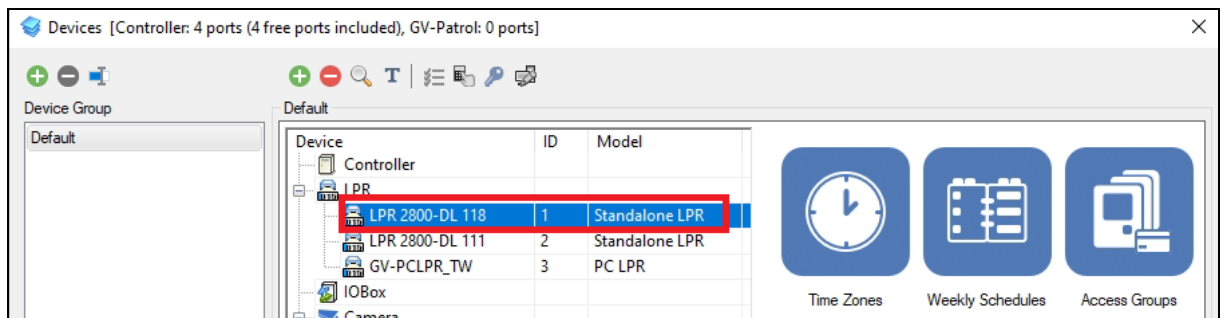 Devices [Controller: 4 ports (4 free ports included), GV-Patrol: 0 ports]
T
Device Group
Default
Default
Device ID Model
Controller
LPR
LPR 2800-DL 118 1 Standalone LPR
LPR 2800-DL 111 2 Standalone LPR
GV-PCLPR_TW 3 PC LPR
IOBox
Camera
Time Zones Weekly Schedules Access Groups